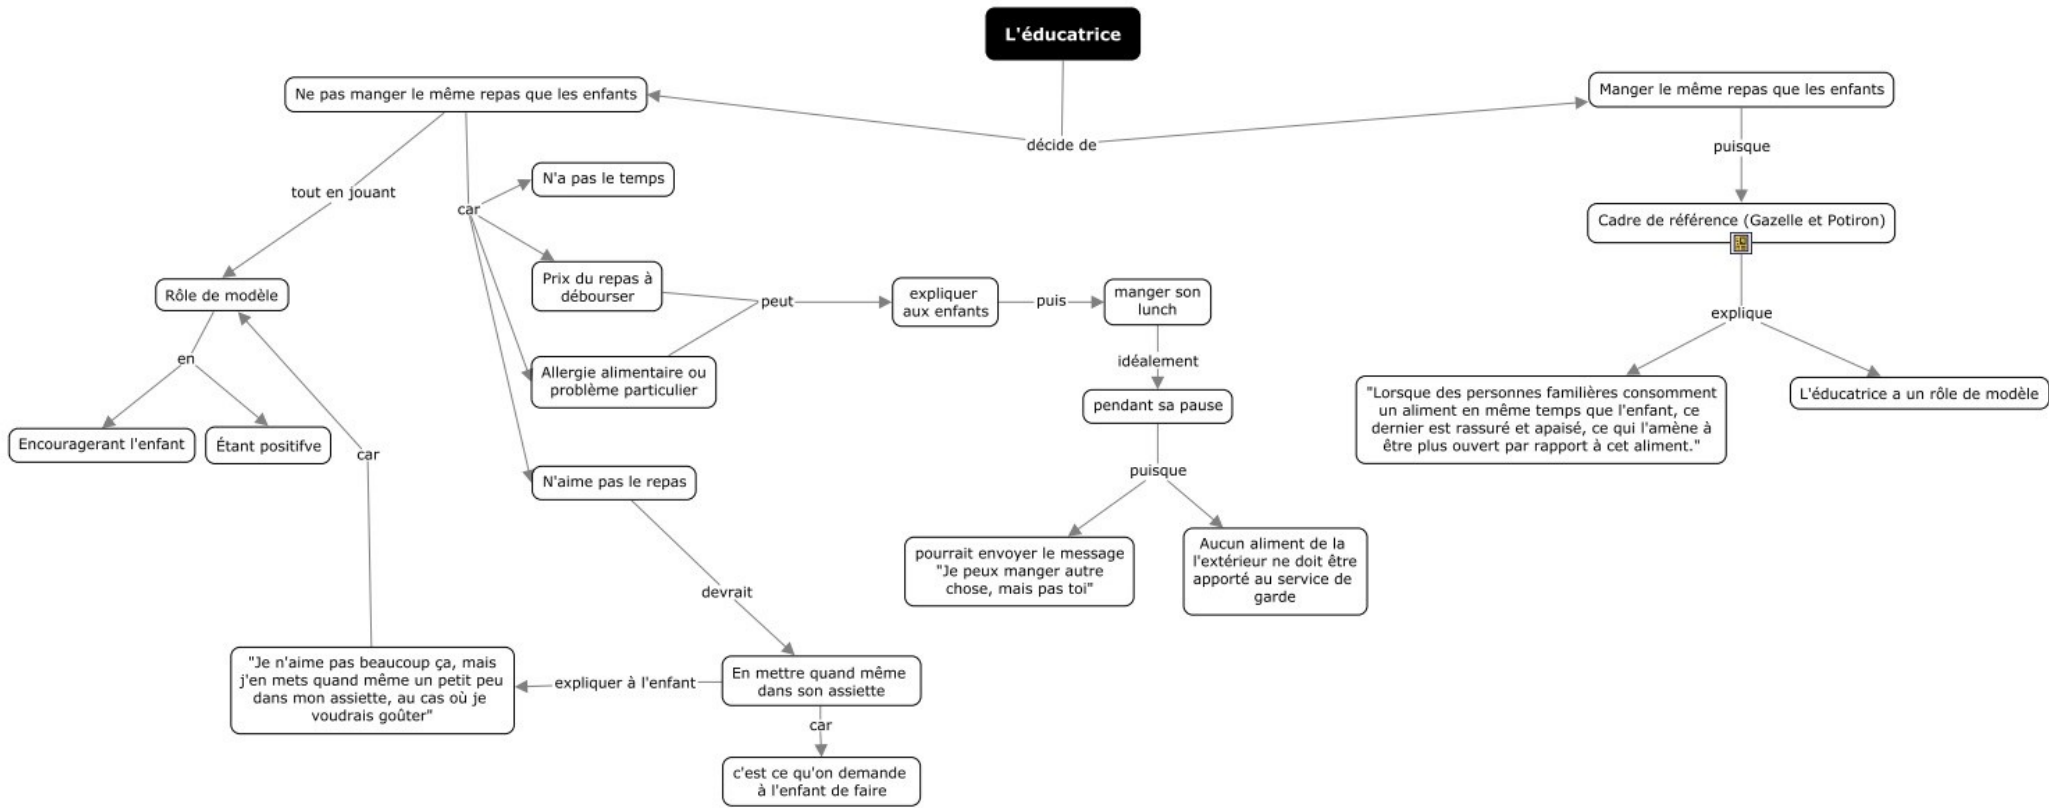 L'éducatrice
Ne pas manger le même repas que les enfants
Manger le même repas que les enfants
décide de
puisque
tout en jouant
car
N'a pas le temps
Cadre de référence (Gazelle et Potiron)
Prix du repas à
débourser
Rôle de modèle
peut
expliquer
aux enfants
puis
manger son
lunch
explique
en
idéalement
Allergie alimentaire ou
problème particulier
pendant sa pause
"Lorsque des personnes familières consomment
un aliment en même temps que l'enfant, ce
dernier est rassuré et apaisé, ce qui l'amène à
être plus ouvert par rapport à cet aliment."
L'éducatrice a un rôle de modèle
Encouragerant l'enfant
Étant positifve
car
N'aime pas le repas
puisque
pourrait envoyer le message
"Je peux manger autre
chose, mais pas toi"
Aucun aliment de la
l'extérieur ne doit être
apporté au service de
garde
devrait
"Je n'aime pas beaucoup ça, mais
j'en mets quand même un petit peu
dans mon assiette, au cas où je
voudrais goûter"
expliquer à l'enfant
En mettre quand même
dans son assiette
car
c'est ce qu'on demande
à l'enfant de faire